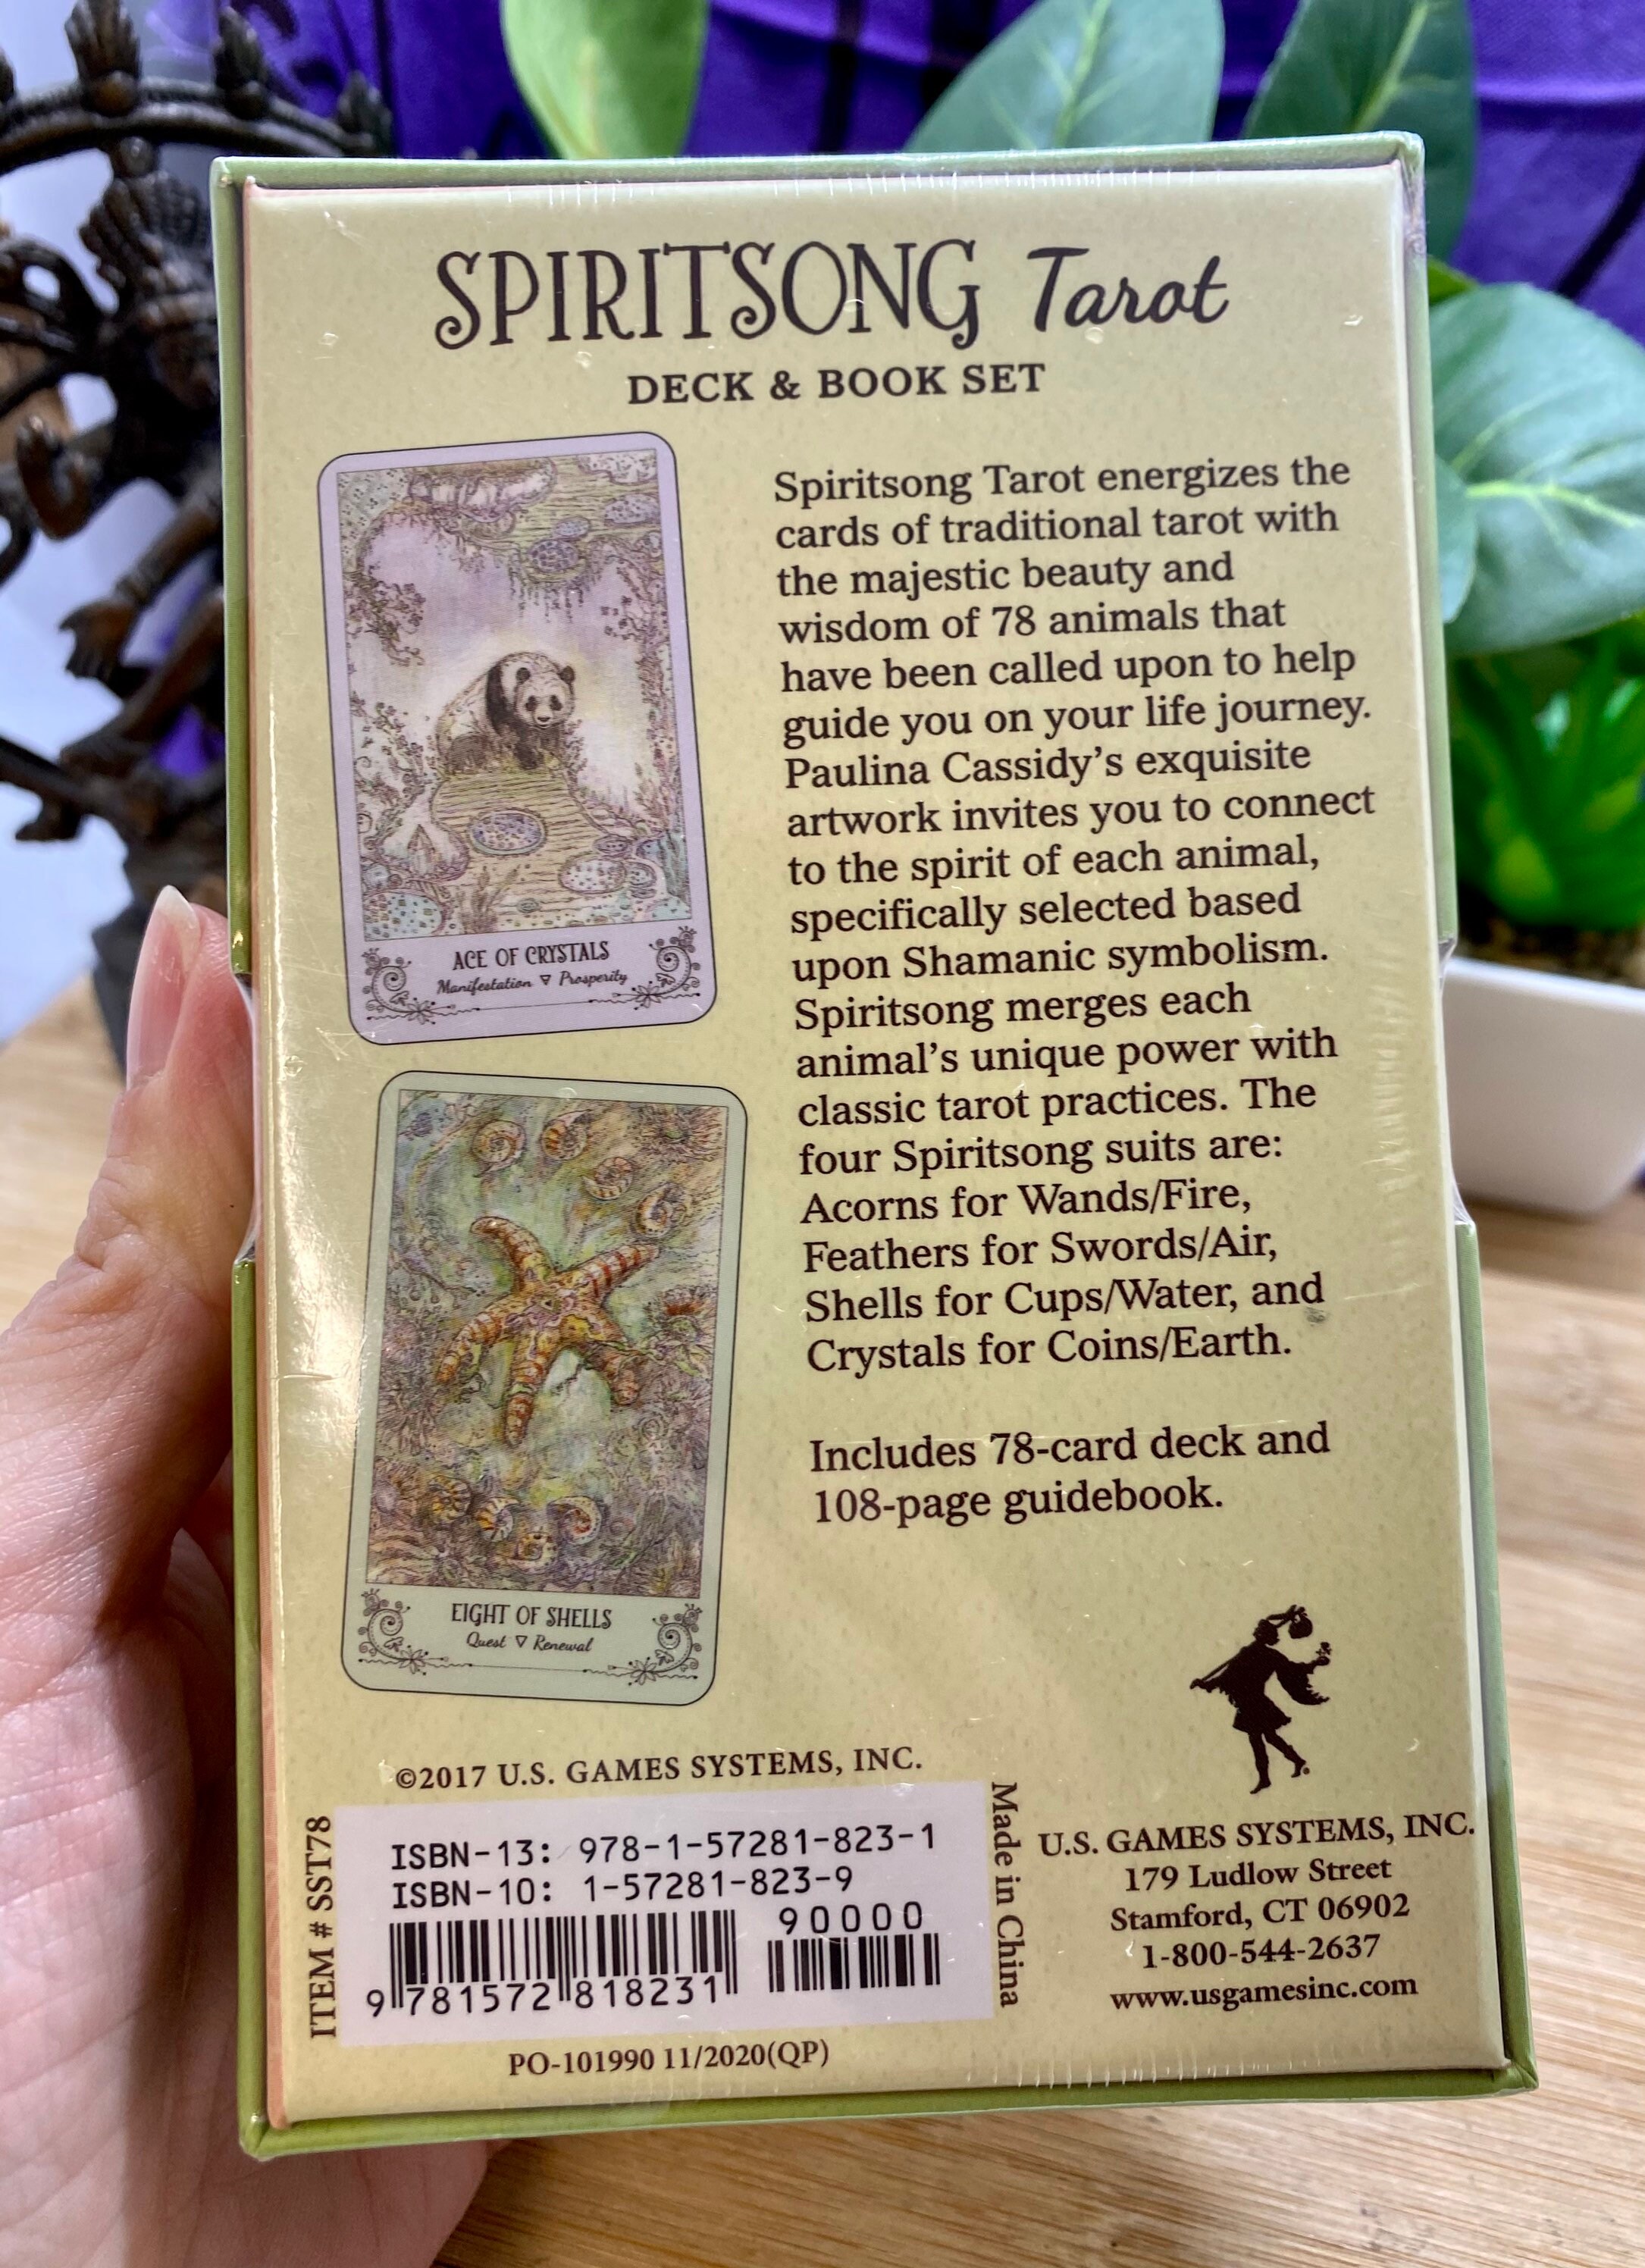 SPIRITSONG Tarot
DECK & BOOK SET
ACE OF CRYSTALS
Manifestation ▽ Prosperity
EIGHT OF SHELLS
Quest ▽ Renewal
Spiritsong Tarot energizes the
cards of traditional tarot with
the majestic beauty and
wisdom of 78 animals that
have been called upon to help
guide you on your life journey.
Paulina Cassidy’s exquisite
artwork invites you to connect
to the spirit of each animal,
specifically selected based
upon Shamanic symbolism.
Spiritsong merges each
animal’s unique power with
classic tarot practices. The
four Spiritsong suits are:
Acorns for Wands/Fire,
Feathers for Swords/Air,
Shells for Cups/Water, and
Crystals for Coins/Earth.
Includes 78-card deck and
108-page guidebook.
©2017 U.S. GAMES SYSTEMS, INC.
ITEM # SST78
ISBN-13: 978-1-57281-823-1
ISBN-10: 1-57281-823-9
90000
9 781572 818231
PO-101990 11/2020(QP)
Made in China
U.S. GAMES SYSTEMS, INC.
179 Ludlow Street
Stamford, CT 06902
1-800-544-2637
www.usgamesinc.com